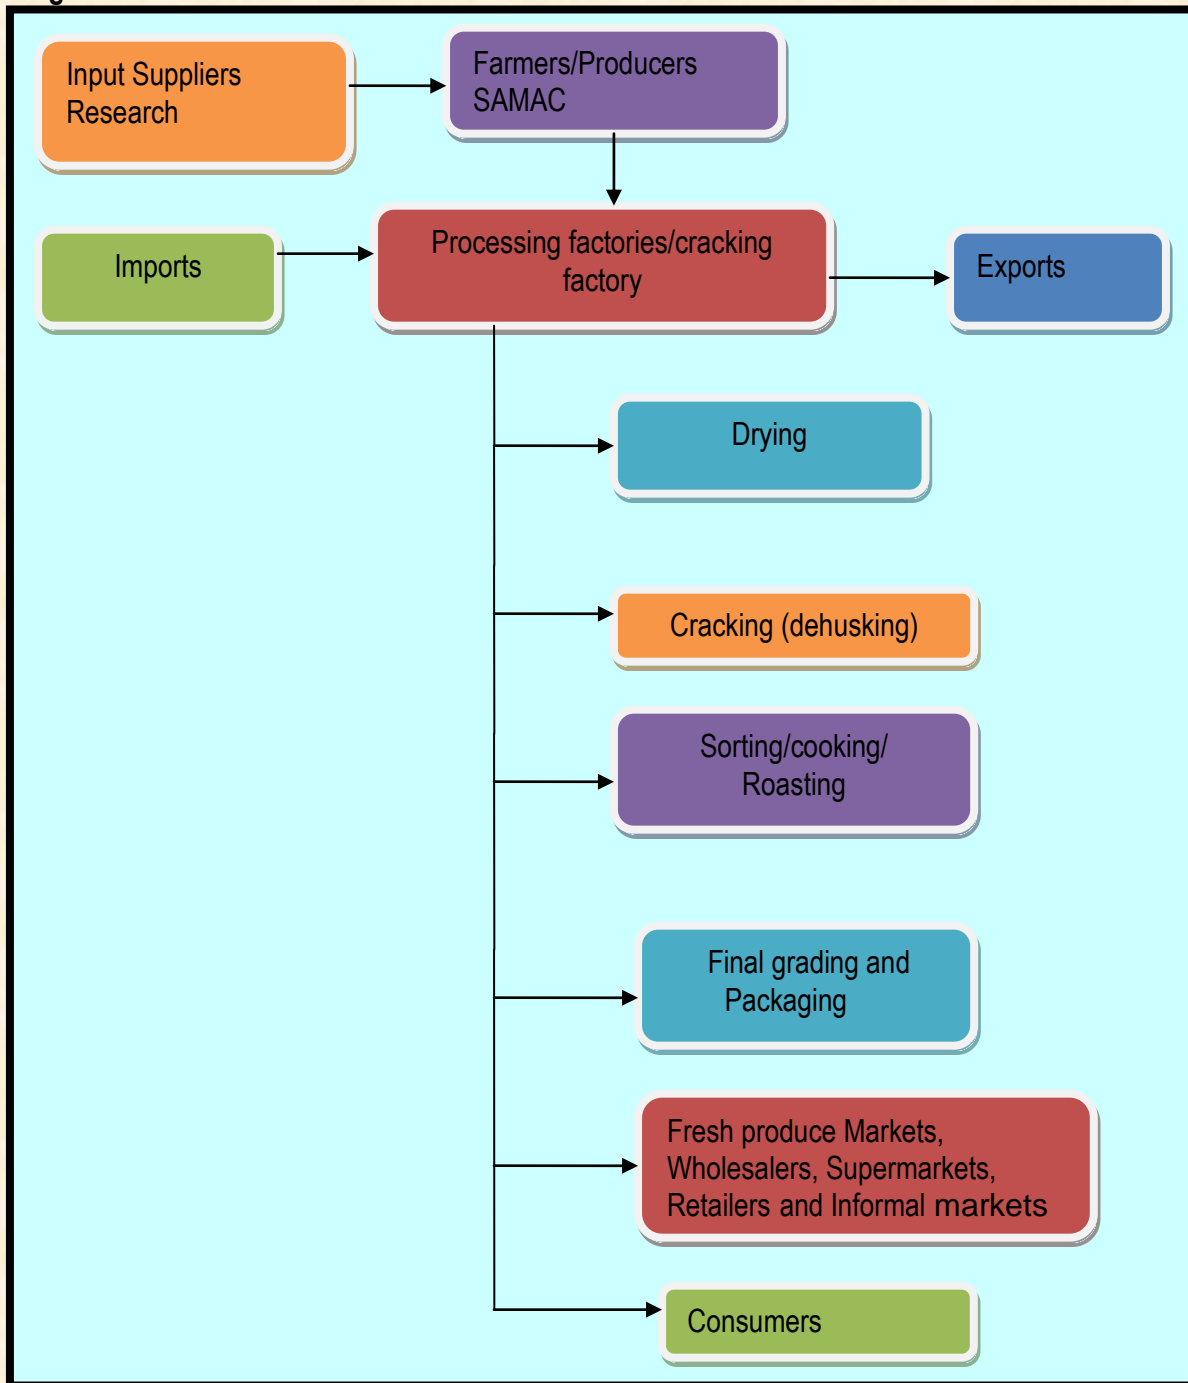 Input Suppliers
Research
Farmers/Producers
SAMAC
Imports
Processing factories/cracking
factory
Exports
Drying
Cracking (dehusking)
Sorting/cooking/
Roasting
Final grading and
Packaging
Fresh produce Markets,
Wholesalers, Supermarkets,
Retailers and Informal markets
Consumers